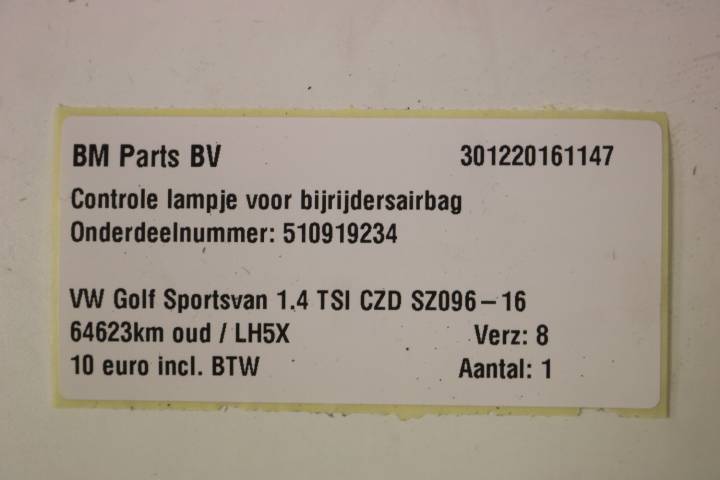 BM Parts BV 301220161147
Controle lampje voor bijrijdersairbag
Onderdeelnummer: 510919234
VW Golf Sportsvan 1.4 TSI CZD SZ096-16
64623km oud / LH5X Verz: 8
10 euro incl. BTW Aantal: 1